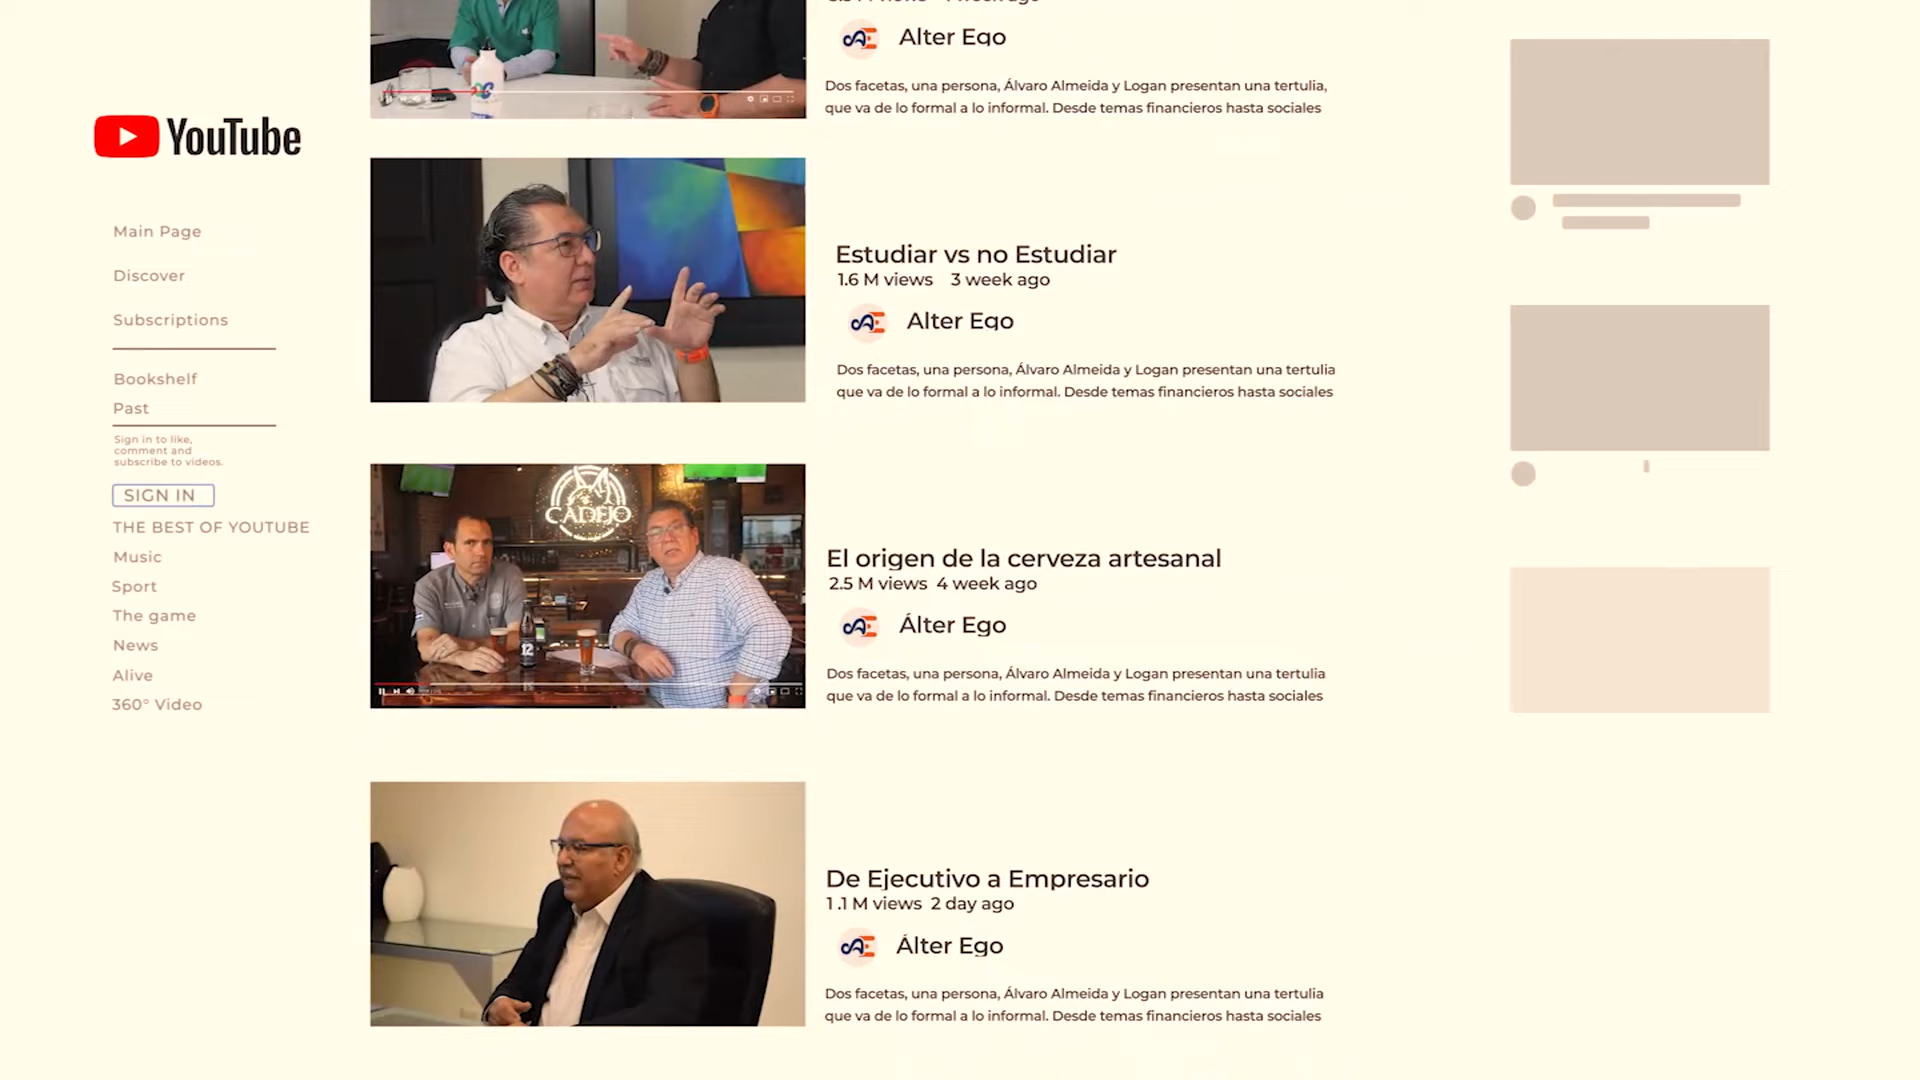 YouTube
Main Page
Discover
Subscriptions
Bookshelf
Past
Sign in to like,
comment and
subscribe to videos.
SIGN IN
THE BEST OF YOUTUBE
Music
Sport
The game
News
Alive
360° Video
Alter Ego
Dos facetas, una persona, Álvaro Almeida y Logan presentan una tertulia,
que va de lo formal a lo informal. Desde temas financieros hasta sociales
Estudiar vs no Estudiar
1.6 M views 3 week ago
Alter Ego
Dos facetas, una persona, Álvaro Almeida y Logan presentan una tertulia
que va de lo formal a lo informal. Desde temas financieros hasta sociales
CADEJO
12
El origen de la cerveza artesanal
2.5 M views 4 week ago
Álter Ego
Dos facetas, una persona, Álvaro Almeida y Logan presentan una tertulia
que va de lo formal a lo informal. Desde temas financieros hasta sociales
De Ejecutivo a Empresario
1.1 M views 2 day ago
Álter Ego
Dos facetas, una persona, Álvaro Almeida y Logan presentan una tertulia
que va de lo formal a lo informal. Desde temas financieros hasta sociales